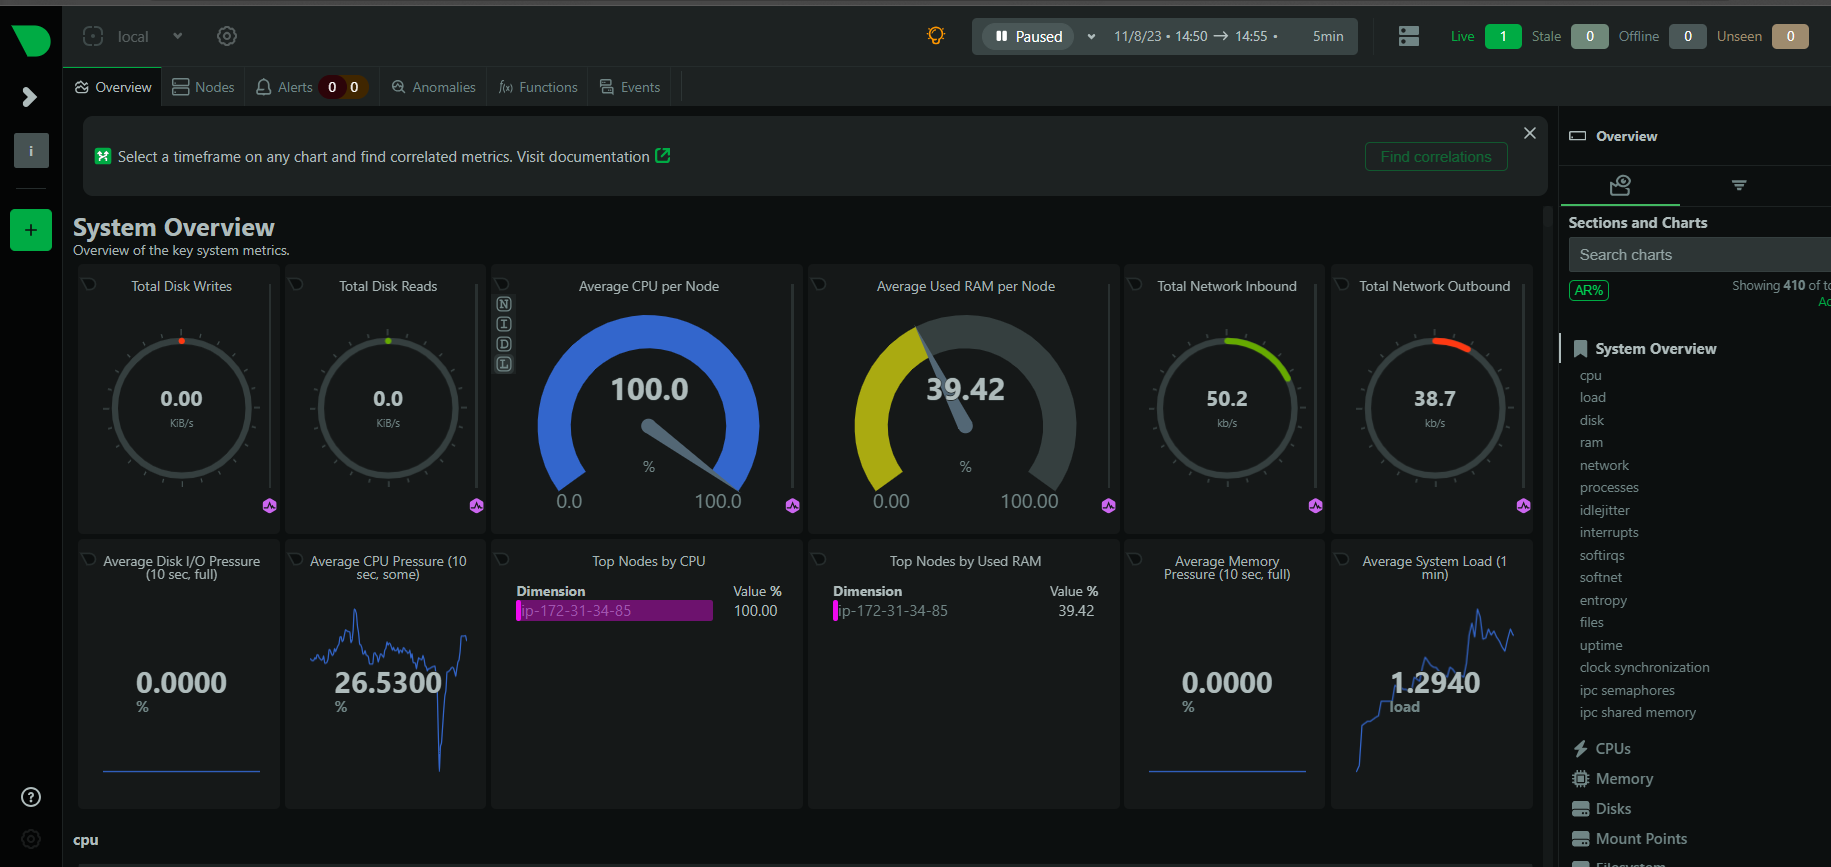 local
Paused
11/8/23 • 14:50 → 14:55 •
5min
Live 1 Stale 0 Offline 0 Unseen 0
Overview
Nodes
Alerts 0 0
Anomalies
f(x) Functions
Events
i
+
Select a timeframe on any chart and find correlated metrics. Visit documentation
Find correlations
System Overview
Overview of the key system metrics.
Total Disk Writes
0.00
KiB/s
Total Disk Reads
0.0
KiB/s
N
I
D
L
Average CPU per Node
100.0
%
0.0 100.0
Average Used RAM per Node
39.42
%
0.00 100.00
Total Network Inbound
50.2
kb/s
Total Network Outbound
38.7
kb/s
Average Disk I/O Pressure
(10 sec, full)
0.0000
%
Average CPU Pressure (10
sec, some)
26.5300
%
Top Nodes by CPU
Dimension Value %
ip-172-31-34-85 100.00
Top Nodes by Used RAM
Dimension Value %
ip-172-31-34-85 39.42
Average Memory
Pressure (10 sec, full)
0.0000
%
Average System Load (1
min)
1.2940
load
cpu
?
Overview
Sections and Charts
Search charts
AR%
Showing 410 of to
System Overview
cpu
load
disk
ram
network
processes
idlejitter
interrupts
softirqs
softnet
entropy
files
uptime
clock synchronization
ipc semaphores
ipc shared memory
CPUs
Memory
Disks
Mount Points